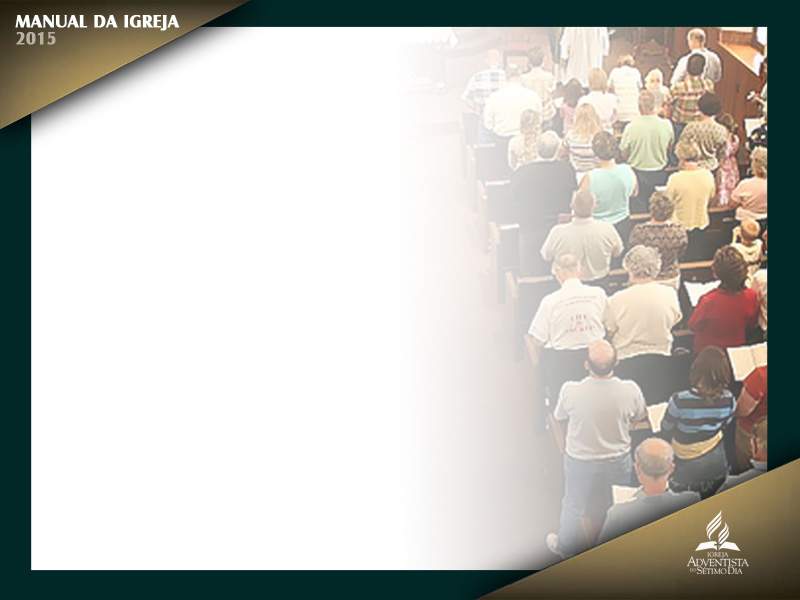 MANUAL DA IGREJA
2015
IGREJA
ADVENTISTA
DO SÉTIMO DIA